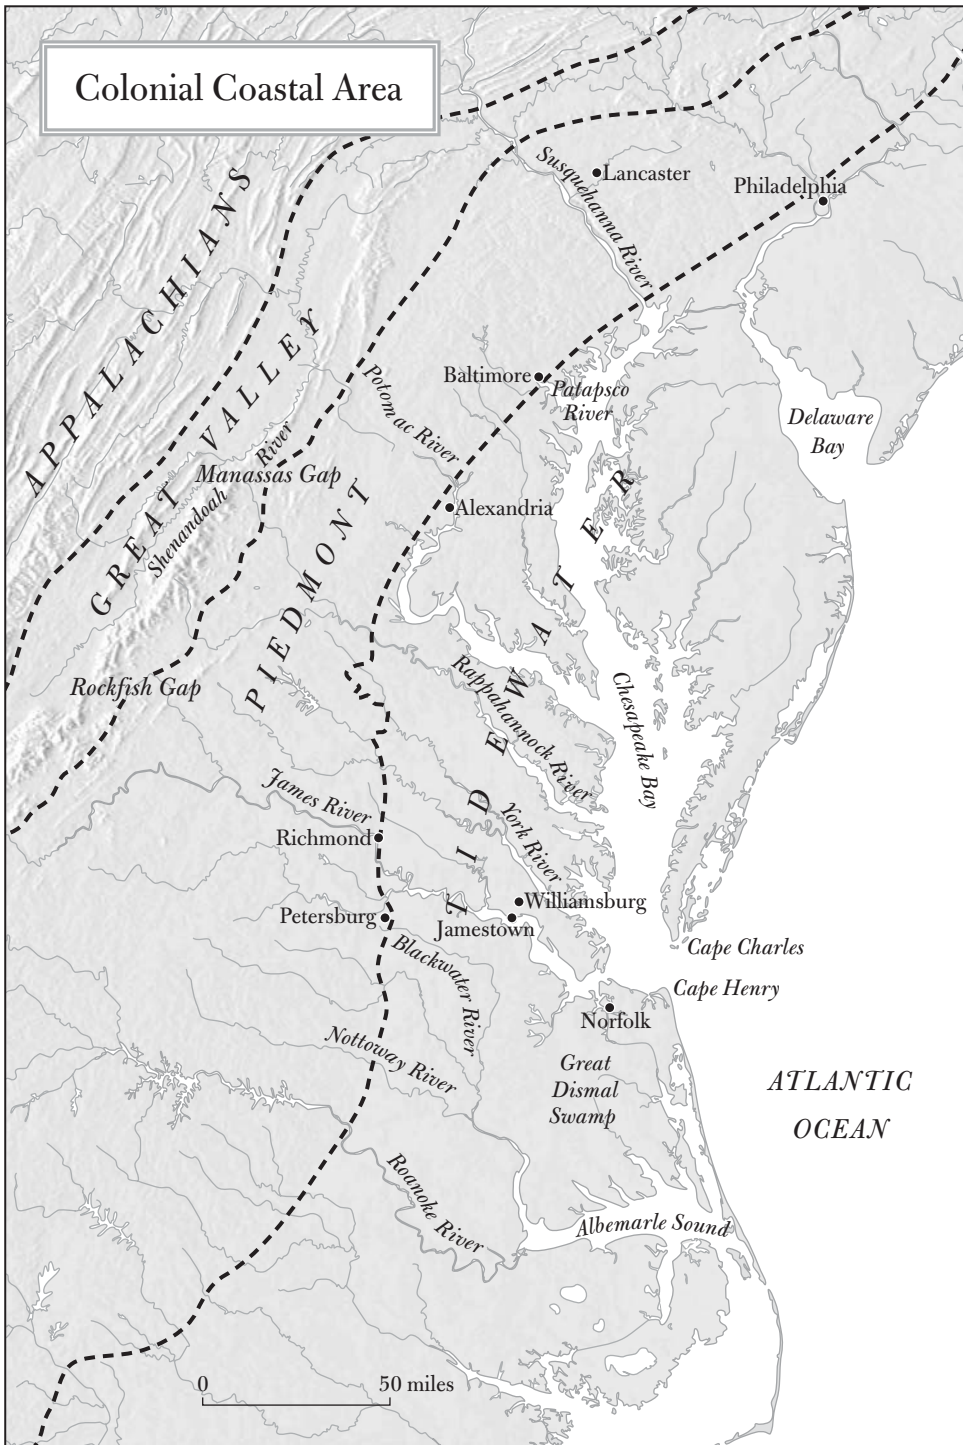 Colonial Coastal Area
Susquehanna River
Lancaster
Philadelphia
APPALACHIANS
GREAT VALLEY
Potomac River
Baltimore
Patapsco
River
Delaware
Bay
Shenandoah River
Manassas Gap
Alexandria
PIEDMONT
TIDEWATER
Rockfish Gap
Rappahannock River
Chesapeake Bay
James River
Richmond
York River
Williamsburg
Petersburg
Jamestown
Blackwater River
Cape Charles
Cape Henry
Norfolk
Nottoway River
Great
Dismal
Swamp
ATLANTIC
OCEAN
Roanoke River
Albemarle Sound
0 50 miles